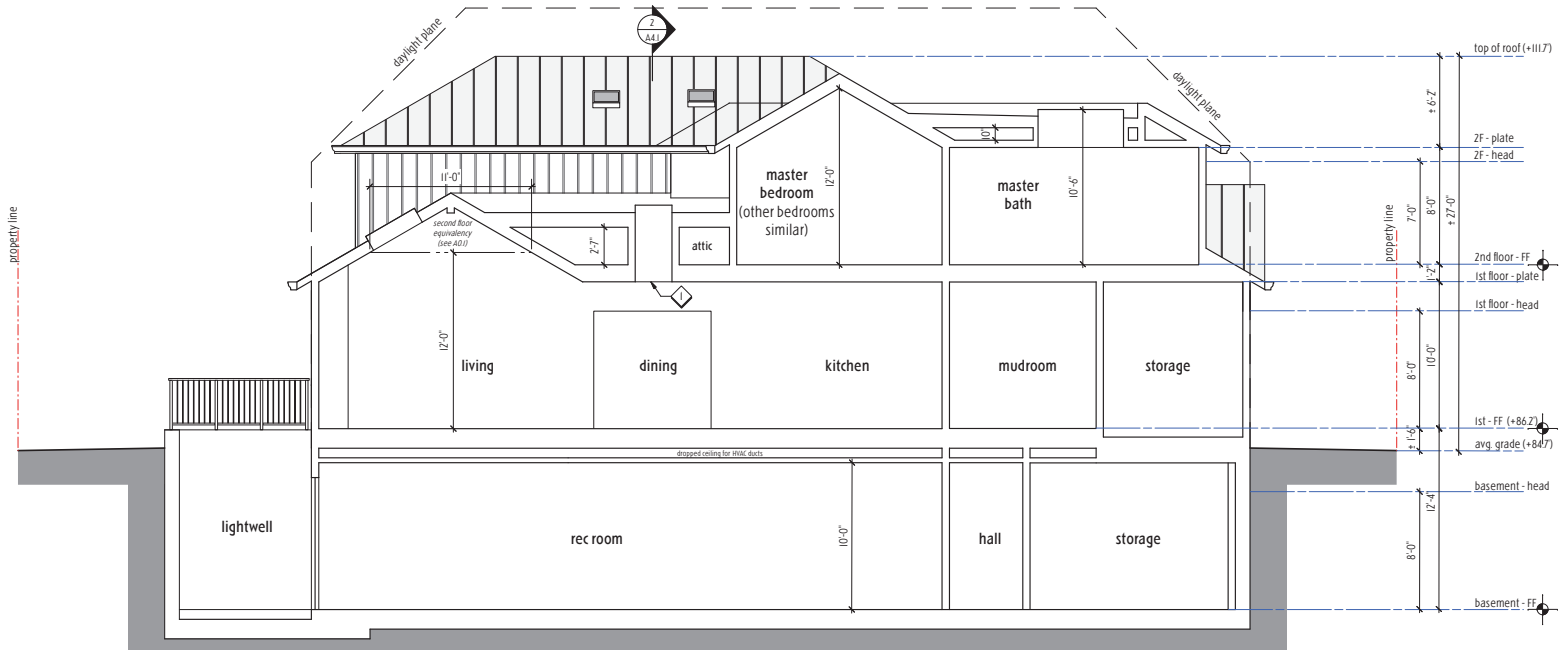 2
A4.1
daylight plane
top of roof (+111.7')
daylight plane
± 6'-2"
10"
2F - plate
2F - head
11'-0"
master
bedroom
(other bedrooms
similar)
12'-0"
10'-6"
master
bath
7'-0"
8'-0"
± 27'-0"
property line
property line
second floor
equivalency
(see A0.1)
2'-7"
attic
2nd floor - FF
1'-2"
1st floor - plate
1
1st floor - head
12'-0"
living
dining
kitchen
mudroom
storage
8'-0"
10'-0"
1st - FF (+86.2')
± 1'-6"
avg. grade (+84.7')
dropped ceiling for HVAC ducts
basement - head
12'-4"
lightwell
rec room
10'-0"
hall
storage
8'-0"
basement - FF